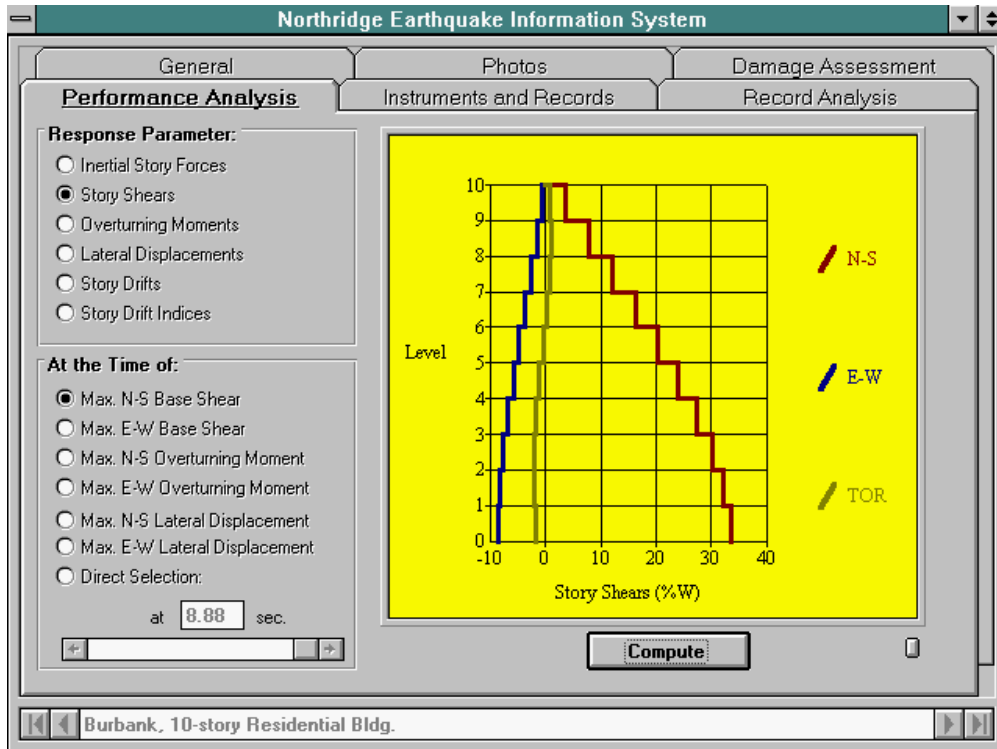 Northridge Earthquake Information System
General
Photos
Damage Assessment
Performance Analysis
Instruments and Records
Record Analysis
Response Parameter:
Inertial Story Forces
Story Shears
Overturning Moments
Lateral Displacements
Story Drifts
Story Drift Indices
At the Time of:
Max. N-S Base Shear
Max. E-W Base Shear
Max. N-S Overturning Moment
Max. E-W Overturning Moment
Max. N-S Lateral Displacement
Max. E-W Lateral Displacement
Direct Selection:
at 8.88 sec.
10
9
8
7
6
Level
5
4
3
2
1
0
-10 0 10 20 30 40
Story Shears (%W)
N-S
E-W
TOR
Compute
Burbank, 10-story Residential Bldg.